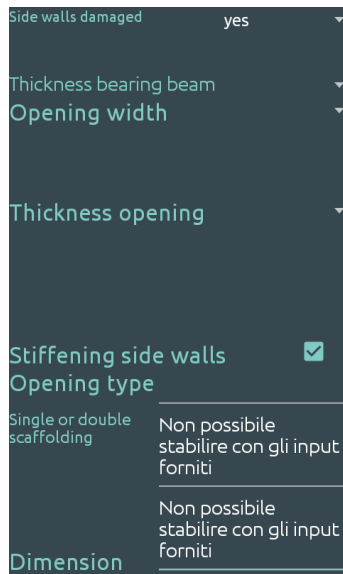 Side walls damaged
yes
Thickness bearing beam
Opening width
Thickness opening
Stiffening side walls
Opening type
Single or double
scaffolding
Non possibile
stabilire con gli input
forniti
Non possibile
stabilire con gli input
forniti
Dimension